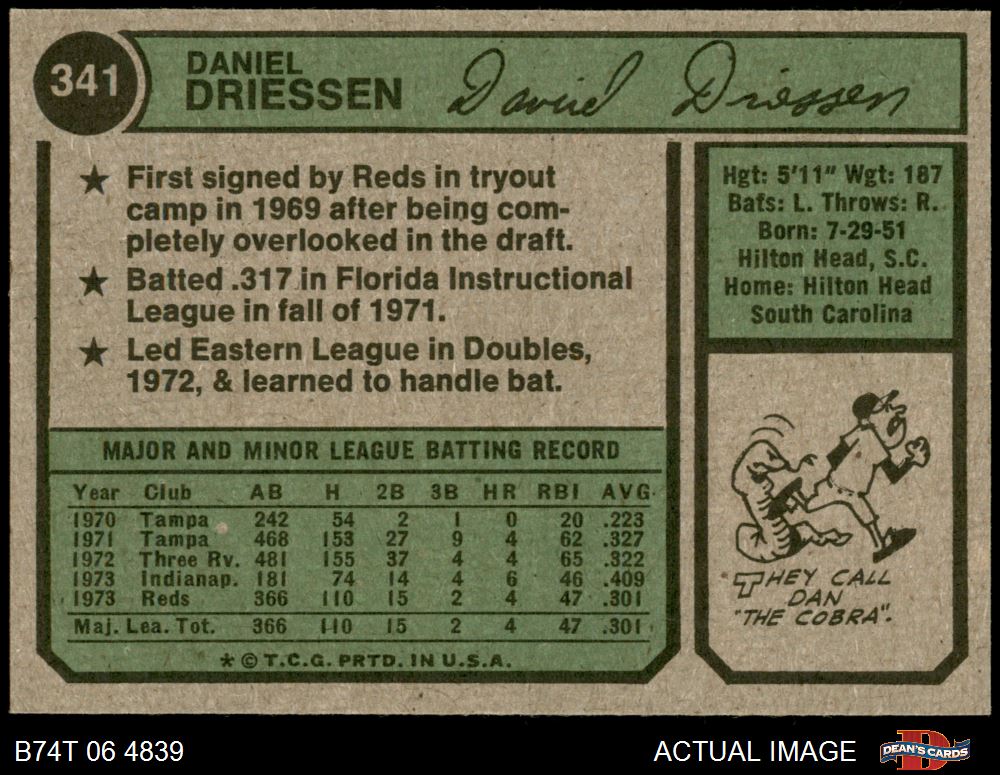 341
DANIEL
DRIESSEN
David Driessen
★ First signed by Reds in tryout
camp in 1969 after being com-
pletely overlooked in the draft.
★ Batted .317 in Florida Instructional
League in fall of 1971.
★ Led Eastern League in Doubles,
1972, & learned to handle bat.
Hgt: 5'11" Wgt: 187
Bats: L. Throws: R.
Born: 7-29-51
Hilton Head, S.C.
Home: Hilton Head
South Carolina
MAJOR AND MINOR LEAGUE BATTING RECORD
Year Club AB H 2B 3B HR RBI AVG.
1970 Tampa 242 54 2 1 0 20 .223
1971 Tampa 468 153 27 9 4 62 .327
1972 Three Rv. 481 155 37 4 4 65 .322
1973 Indianap. 181 74 14 4 6 46 .409
1973 Reds 366 110 15 2 4 47 .301
Maj. Lea. Tot. 366 110 15 2 4 47 .301
* © T.C.G. PRTD. IN U.S.A.
THEY CALL
DAN
"THE COBRA".
B74T 06 4839
ACTUAL IMAGE
DEAN'S CARDS